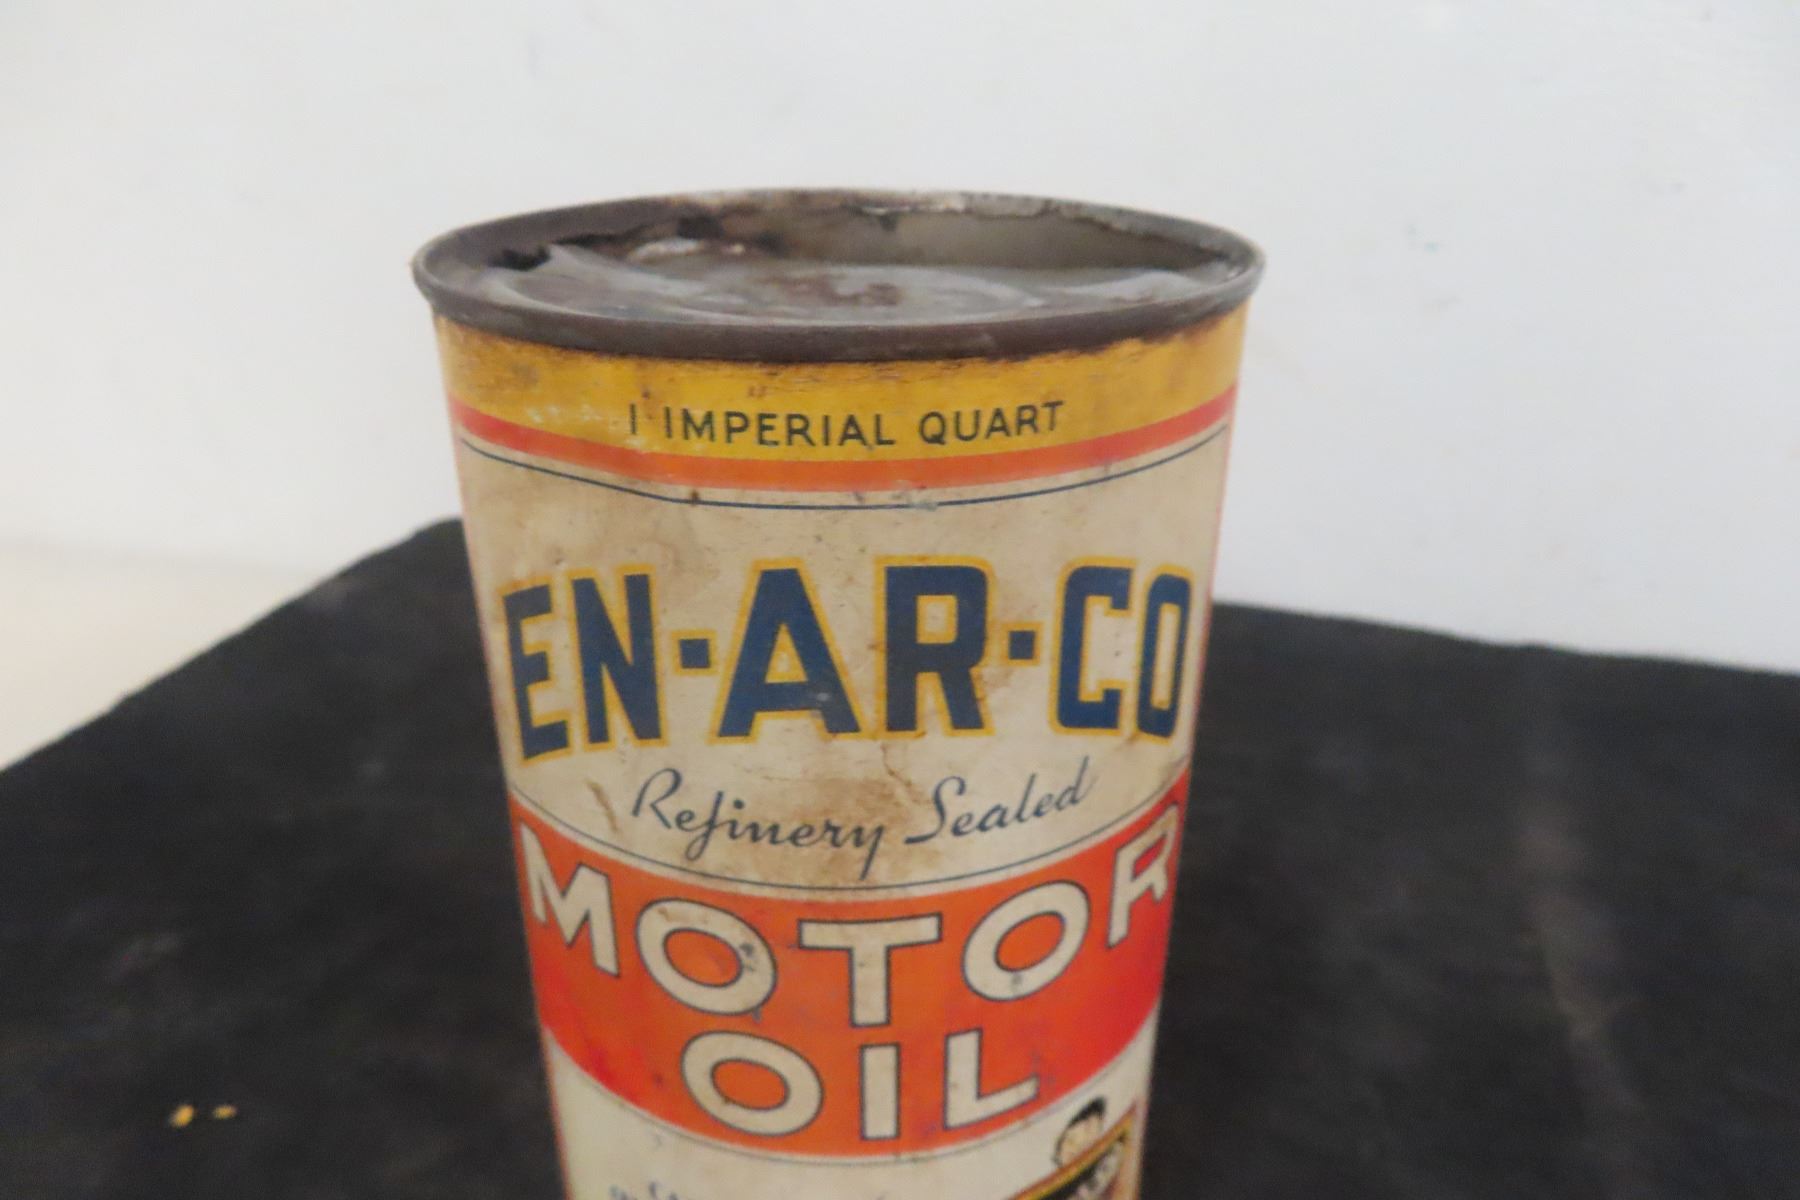 1 IMPERIAL QUART
EN·AR·CO
Refinery Sealed
MOTOR
OIL